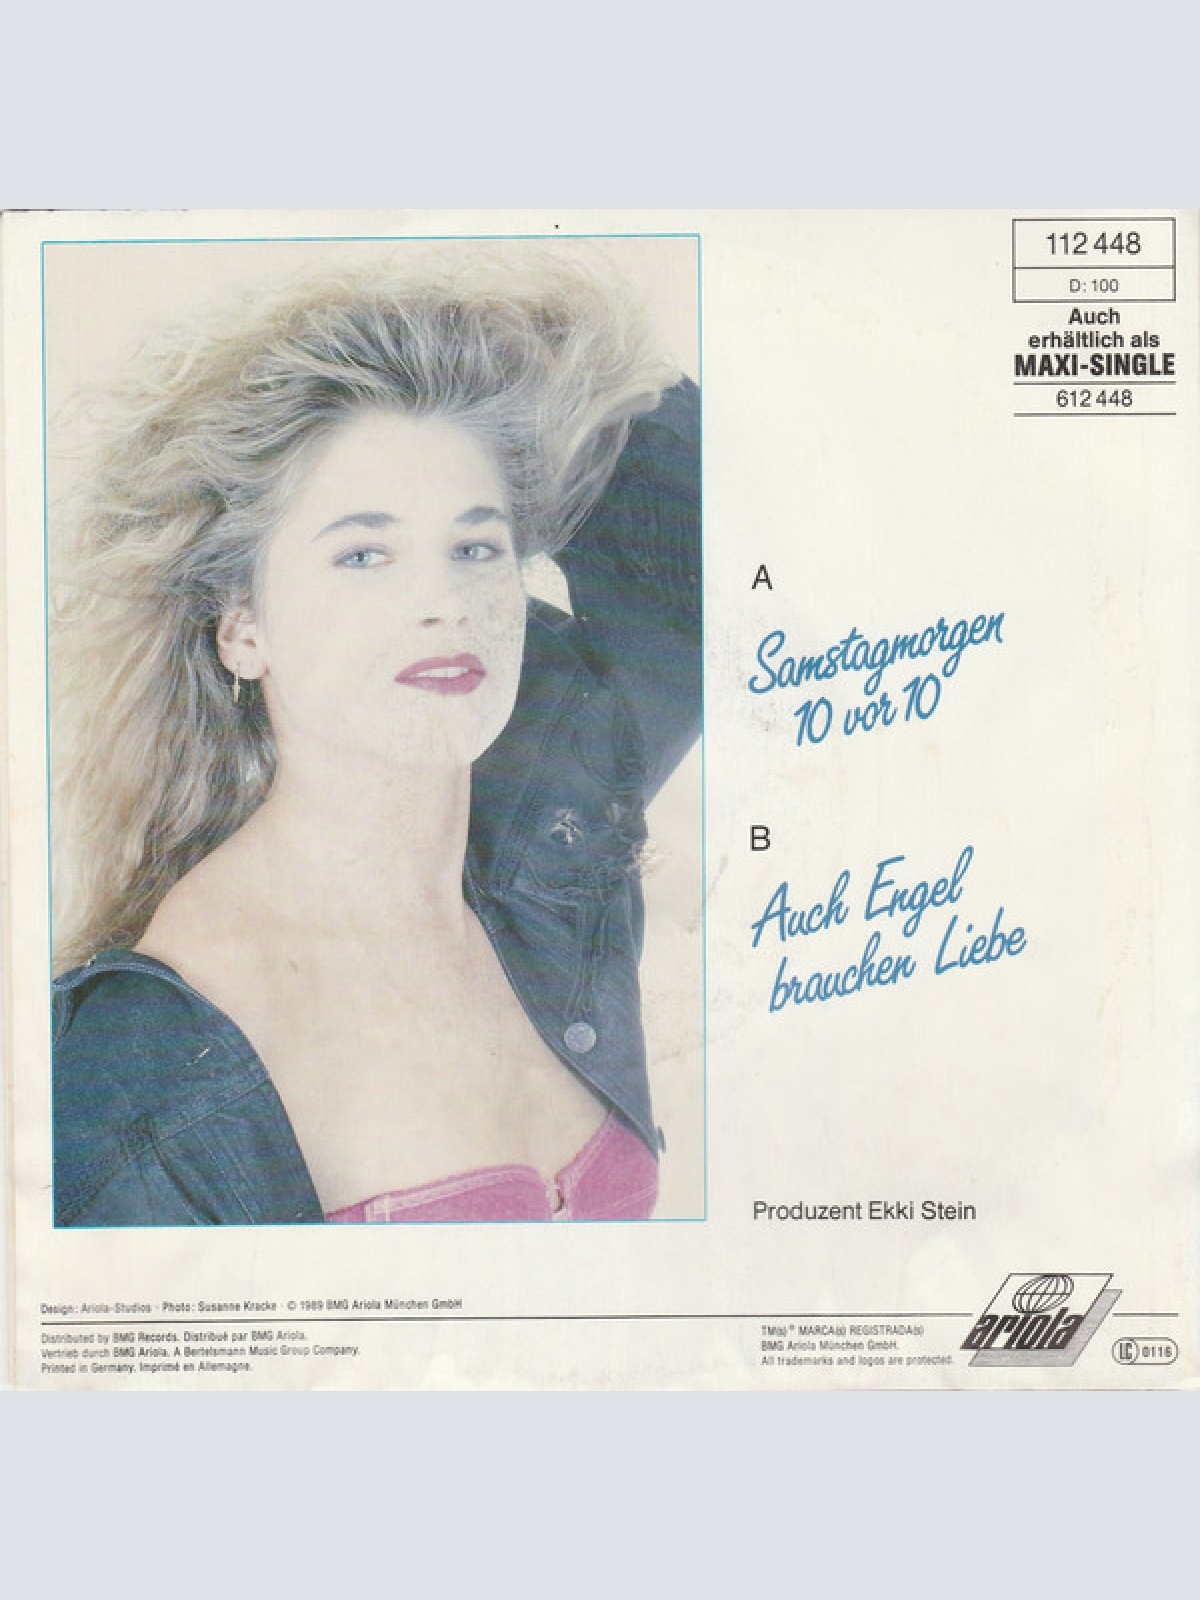 112 448
D: 100
Auch
erhältlich als
MAXI-SINGLE
612 448
A
Samstagmorgen
10 vor 10
B
Auch Engel
brauchen Liebe
Produzent Ekki Stein
Design: Ariola-Studios · Photo: Susanne Kracke · © 1989 BMG Ariola München GmbH
Distributed by BMG Records. Distribué par BMG Ariola.
Vertrieb durch BMG Ariola. A Bertelsmann Music Group Company.
Printed in Germany. Imprimé en Allemagne.
TM(s) ® MARCA(s) REGISTRADA(s)
BMG Ariola München GmbH.
All trademarks and logos are protected.
ariola
LC 0116